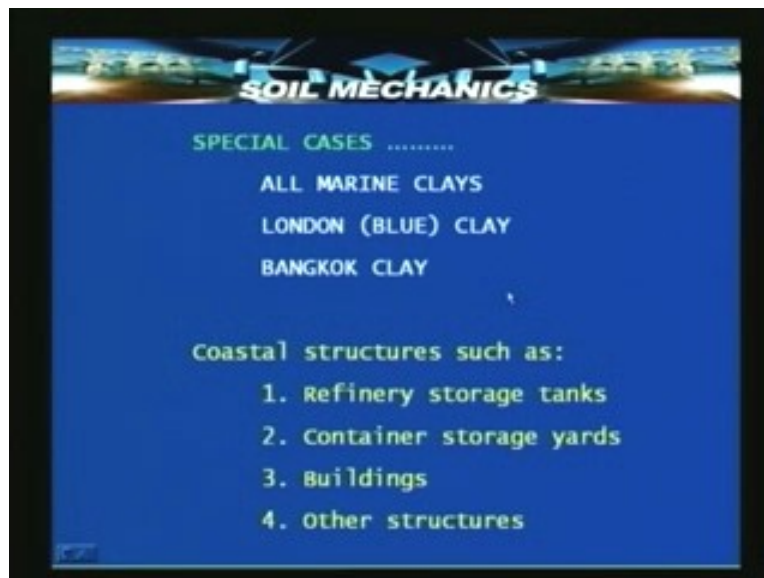 SOIL MECHANICS
SPECIAL CASES .........
ALL MARINE CLAYS
LONDON (BLUE) CLAY
BANGKOK CLAY
Coastal structures such as:
1. Refinery storage tanks
2. Container storage yards
3. Buildings
4. Other structures